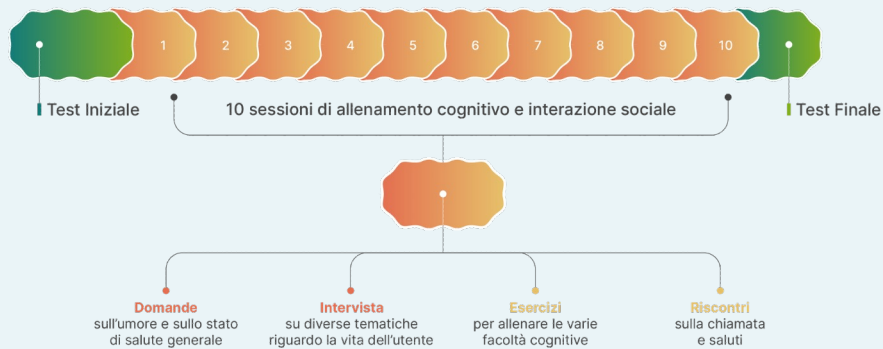 1 2 3 4 5 6 7 8 9 10
Test Iniziale
10 sessioni di allenamento cognitivo e interazione sociale
Test Finale
Domande
sull'umore e sullo stato
di salute generale
Intervista
su diverse tematiche
riguardo la vita dell'utente
Esercizi
per allenare le varie
facoltà cognitive
Riscontri
sulla chiamata
e saluti